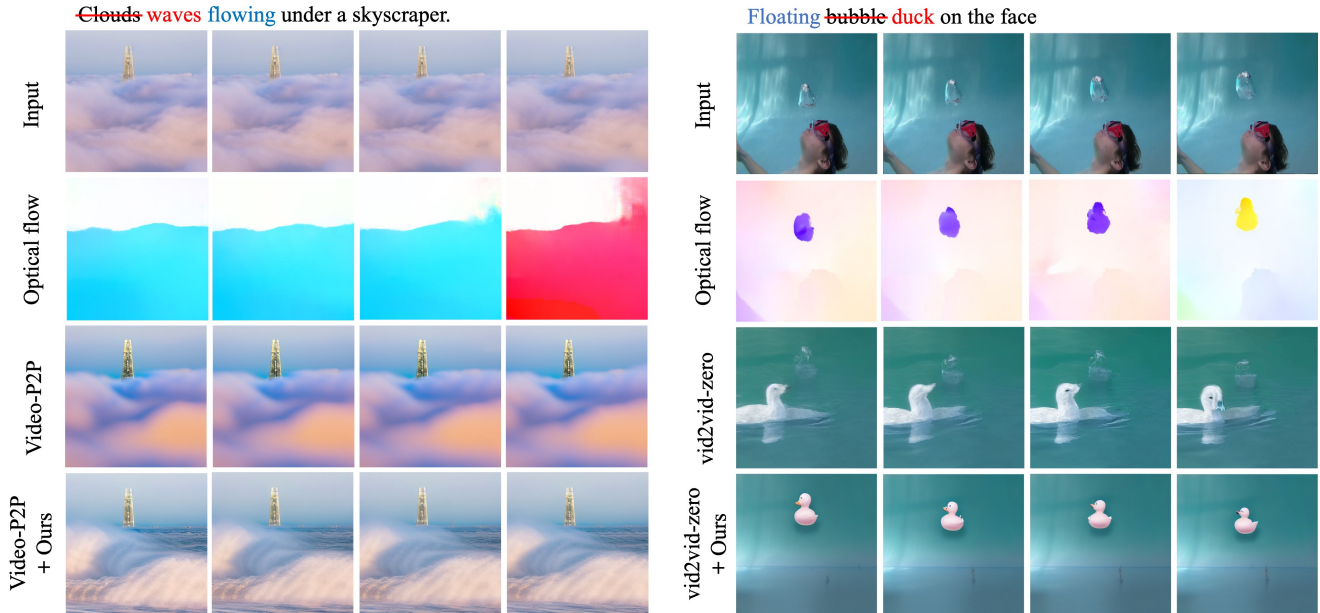 Clouds waves flowing under a skyscraper.
Input
Optical flow
Video-P2P
Video-P2P
+ Ours
Floating bubble duck on the face
Input
Optical flow
vid2vid-zero
vid2vid-zero
+ Ours